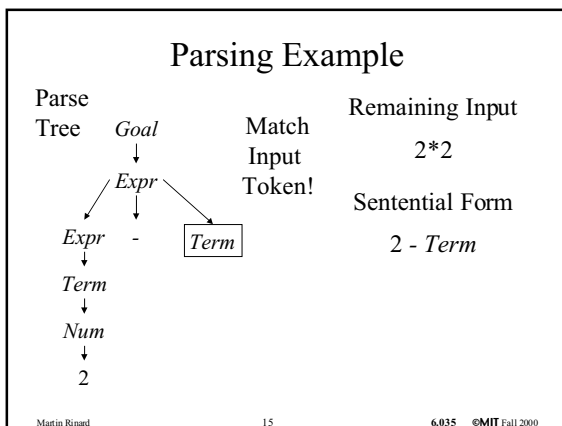 Parsing Example
Parse
Tree
Goal
Expr
Expr - Term
Term
Num
2
Match
Input
Token!
Remaining Input
2*2
Sentential Form
2 - Term
Martin Rinard 15 6.035 ©MIT Fall 2000